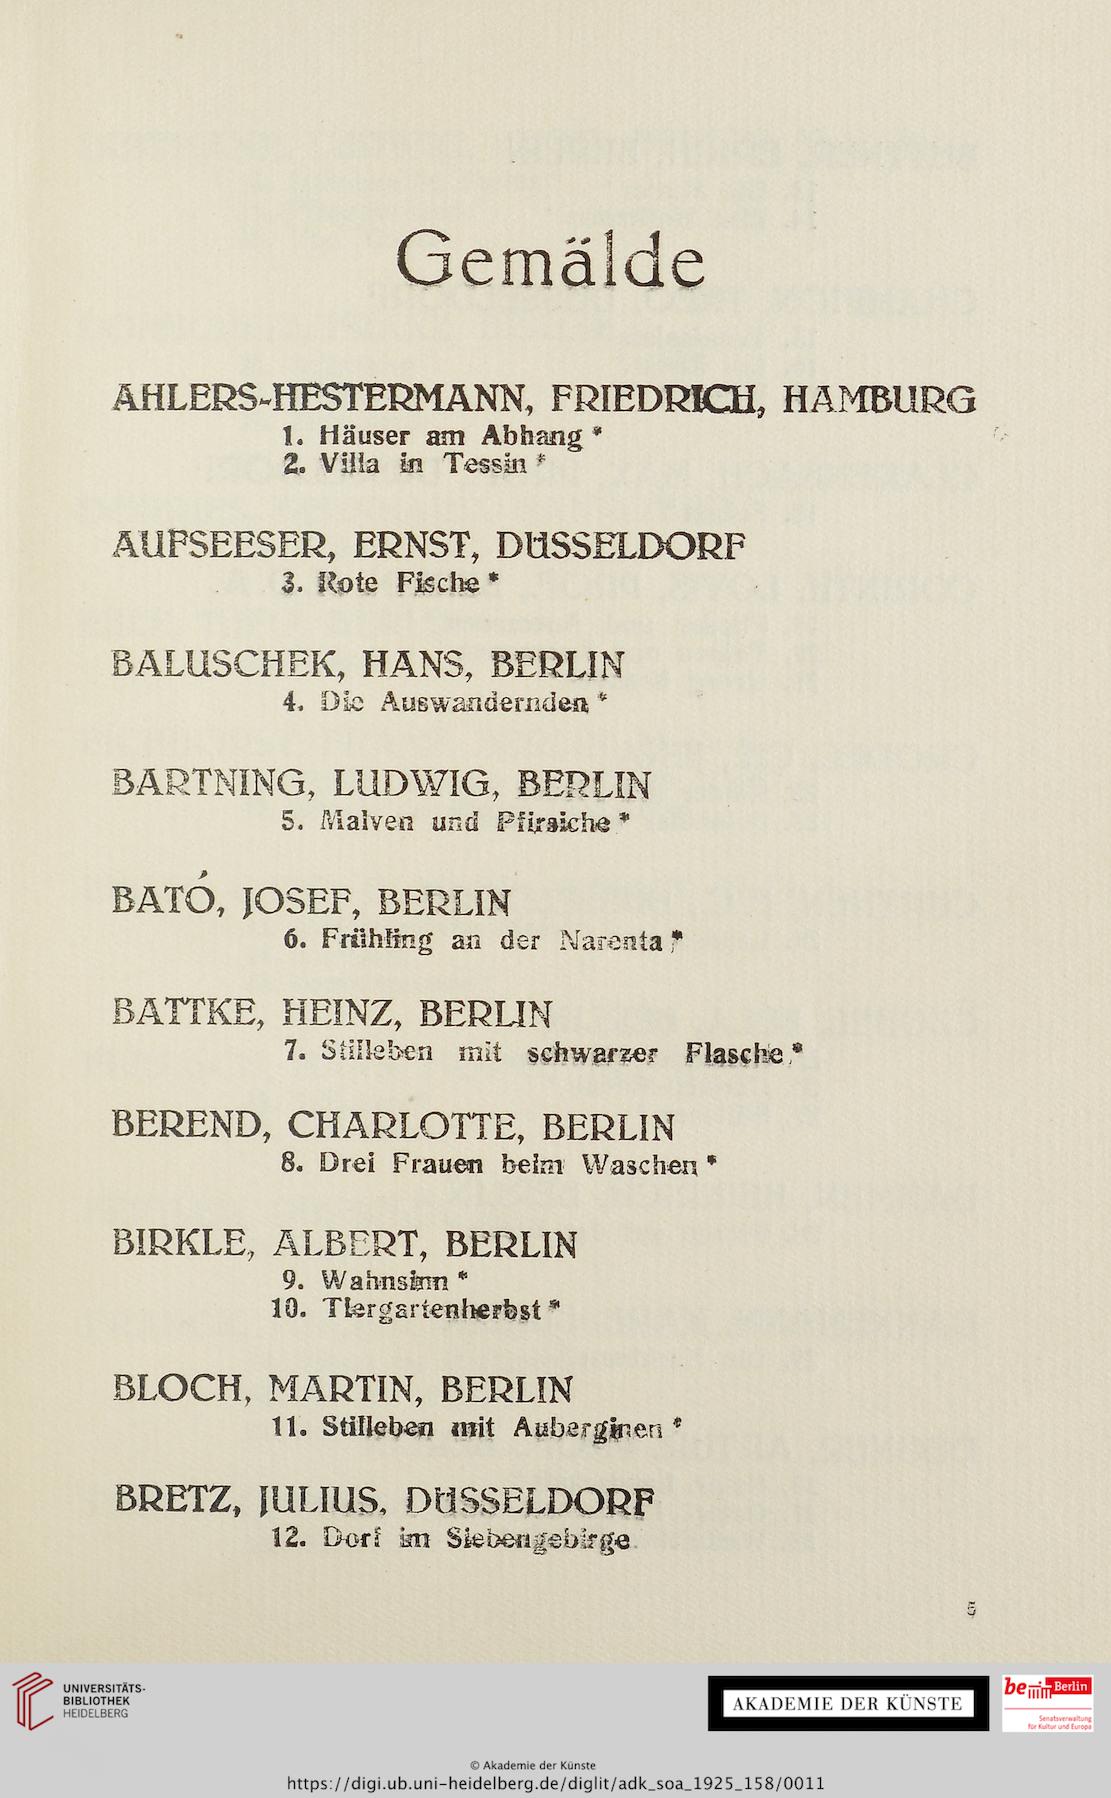 Gemälde
AHLERS-HESTERMANN, FRIEDRICH, HAMBURG
1. Häuser am Abhang *
2. Villa in Tessin *
AUFSEESER, ERNST, DÜSSELDORF
3. Rote Fische *
BALUSCHEK, HANS, BERLIN
4. Die Auswandernden *
BARTNING, LUDWIG, BERLIN
5. Malven und Pfirsiche *
BATÓ, JOSEF, BERLIN
6. Frühling an der Narenta *
BATTKE, HEINZ, BERLIN
7. Stilleben mit schwarzer Flasche *
BEREND, CHARLOTTE, BERLIN
8. Drei Frauen beim Waschen *
BIRKLE, ALBERT, BERLIN
9. Wahnsinn *
10. Tiergartenherbst *
BLOCH, MARTIN, BERLIN
11. Stilleben mit Auberginen *
BRETZ, JULIUS, DÜSSELDORF
12. Dorf im Siebengebirge
5
UNIVERSITÄTS-
BIBLIOTHEK
HEIDELBERG
AKADEMIE DER KÜNSTE
be Berlin
Senatsverwaltung
für Kultur und Europa
© Akademie der Künste
https://digi.ub.uni-heidelberg.de/diglit/adk_soa_1925_158/0011